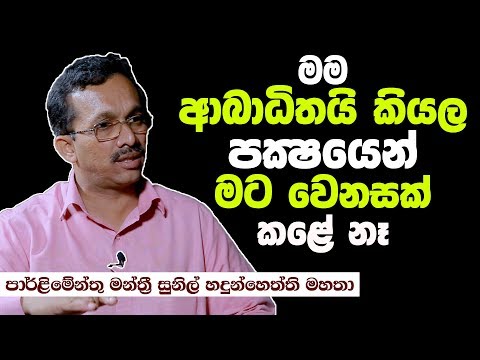 මම
ආබාධිතයි කියල
පක්‍ෂයෙන්
මට වෙනසක්
කළේ නෑ
පාර්ලිමේන්තු මන්ත්‍රී සුනිල් හඳුන්හෙත්ති මහතා